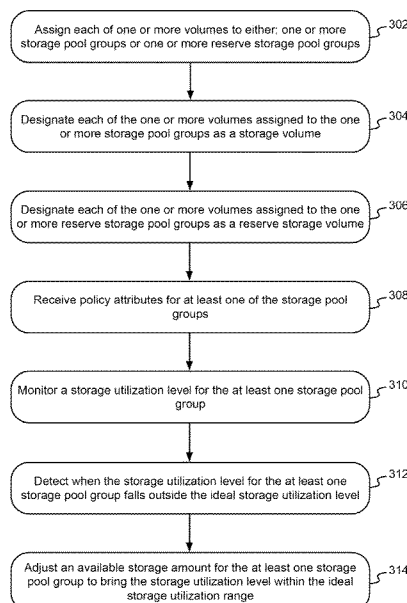 Assign each of one or more volumes to either: one or more
storage pool groups or one or more reserve storage pool groups
302
Designate each of the one or more volumes assigned to the one
or more storage pool groups as a storage volume
304
Designate each of the one or more volumes assigned to the one
or more reserve storage pool groups as a reserve storage volume
306
Receive policy attributes for at least one of the storage pool
groups
308
Monitor a storage utilization level for the at least one storage pool
group
310
Detect when the storage utilization level for the at least one
storage pool group falls outside the ideal storage utilization level
312
Adjust an available storage amount for the at least one storage
pool group to bring the storage utilization level within the ideal
storage utilization range
314